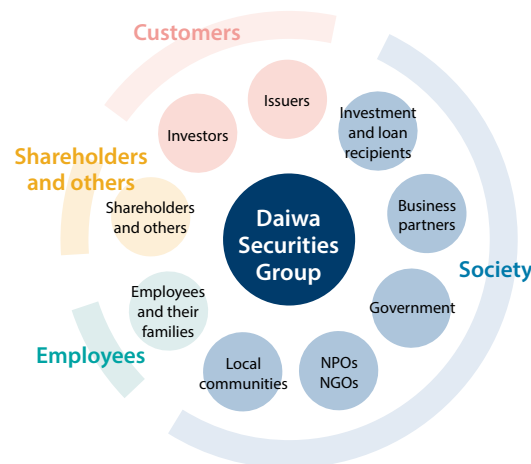 Customers
Issuers
Investors
Investment
and loan
recipients
Shareholders
and others
Shareholders
and others
Daiwa
Securities
Group
Business
partners
Society
Employees
and their
families
Government
Employees
Local
communities
NPOs
NGOs